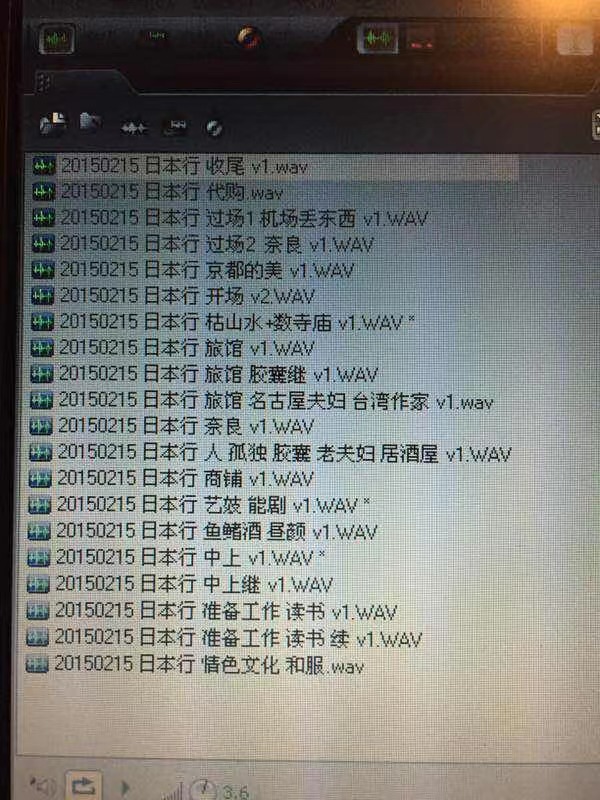 20150215 日本行 收尾 v1.wav
20150215 日本行 代购.wav
20150215 日本行 过场1 机场丢东西 v1.WAV
20150215 日本行 过场2 奈良 v1.WAV
20150215 日本行 京都的美 v1.WAV
20150215 日本行 开场 v2.WAV
20150215 日本行 枯山水+数寺庙 v1.WAV *
20150215 日本行 旅馆 v1.WAV
20150215 日本行 旅馆 胶囊继 v1.WAV
20150215 日本行 旅馆 名古屋夫妇 台湾作家 v1.wav
20150215 日本行 奈良 v1.WAV
20150215 日本行 人 孤独 胶囊 老夫妇 居酒屋 v1.WAV
20150215 日本行 商铺 v1.WAV
20150215 日本行 艺妓 能剧 v1.WAV *
20150215 日本行 鱼鳍酒 昼颜 v1.WAV
20150215 日本行 中上 v1.WAV *
20150215 日本行 中上继 v1.WAV
20150215 日本行 准备工作 读书 v1.WAV
20150215 日本行 准备工作 读书 续 v1.WAV
20150215 日本行 情色文化 和服.wav
3.6